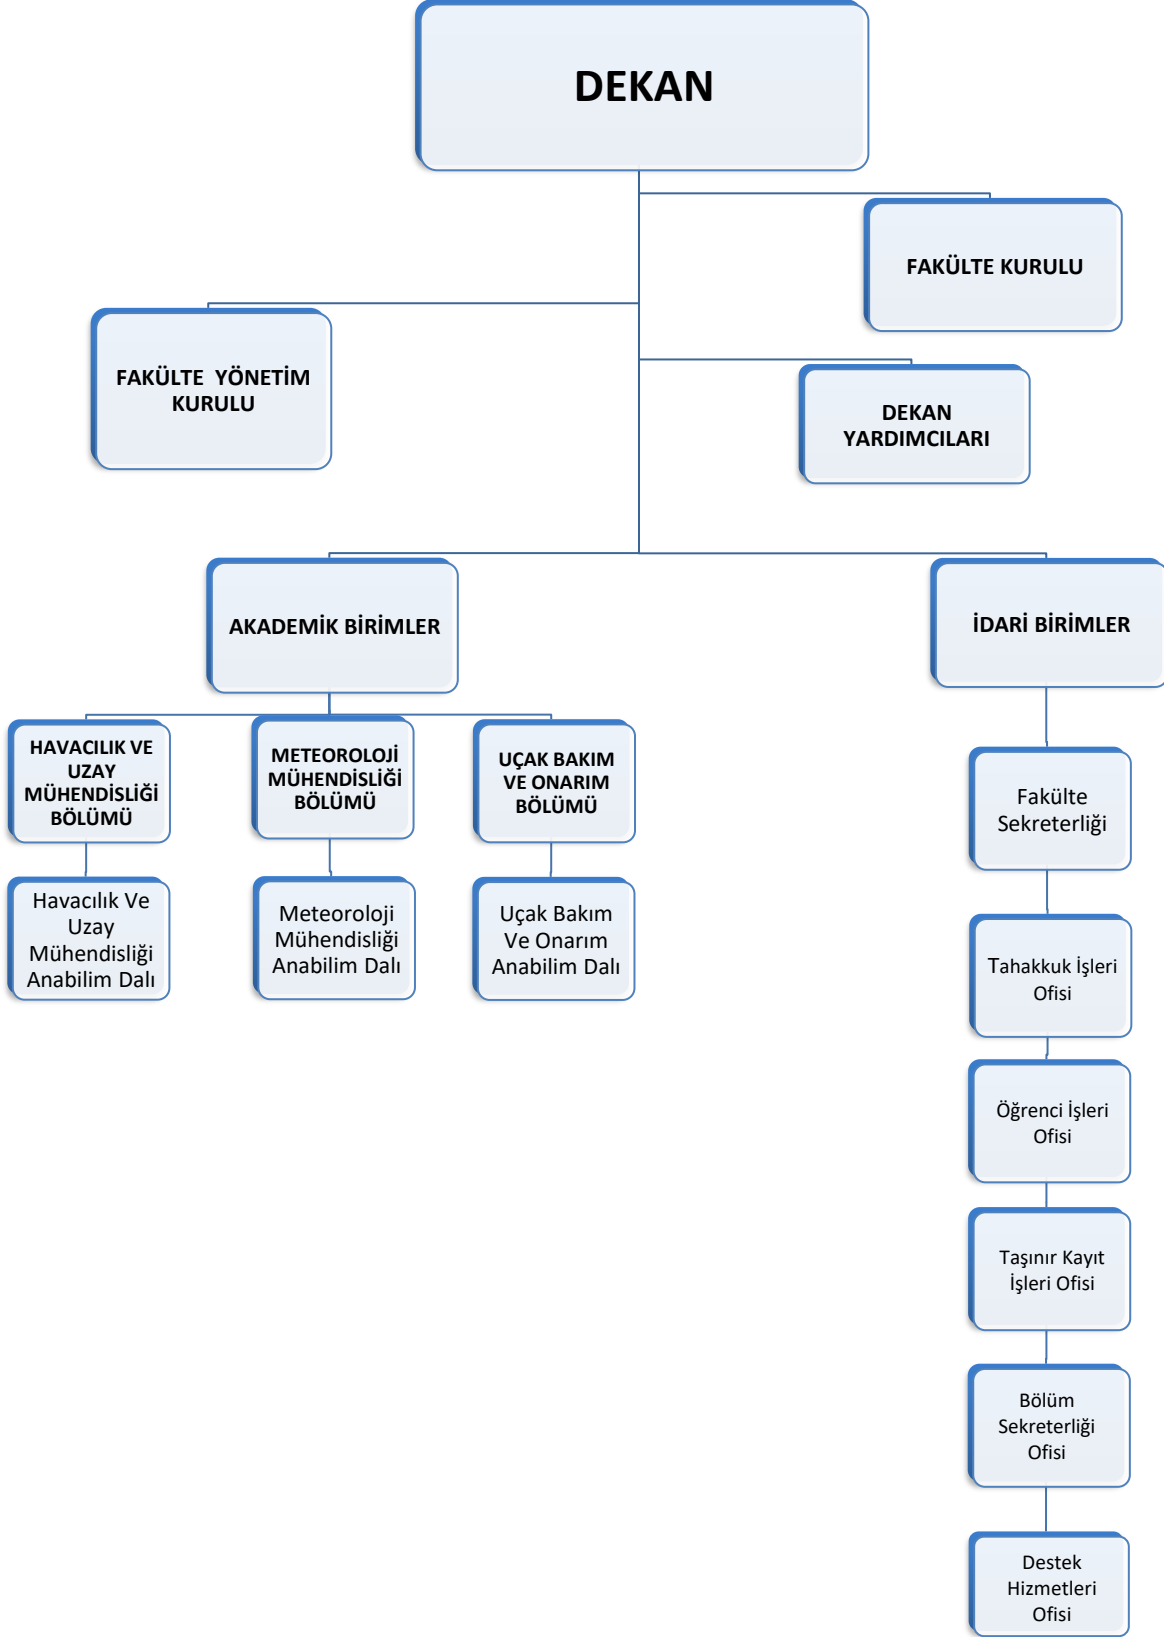 DEKAN
FAKÜLTE KURULU
FAKÜLTE YÖNETİM
KURULU
DEKAN
YARDIMCILARI
AKADEMİK BİRİMLER
İDARİ BİRİMLER
HAVACILIK VE
UZAY
MÜHENDİSLİĞİ
BÖLÜMÜ
METEOROLOJİ
MÜHENDİSLİĞİ
BÖLÜMÜ
UÇAK BAKIM
VE ONARIM
BÖLÜMÜ
Havacılık Ve
Uzay
Mühendisliği
Anabilim Dalı
Meteoroloji
Mühendisliği
Anabilim Dalı
Uçak Bakım
Ve Onarım
Anabilim Dalı
Fakülte
Sekreterliği
Tahakkuk İşleri
Ofisi
Öğrenci İşleri
Ofisi
Taşınır Kayıt
İşleri Ofisi
Bölüm
Sekreterliği
Ofisi
Destek
Hizmetleri
Ofisi